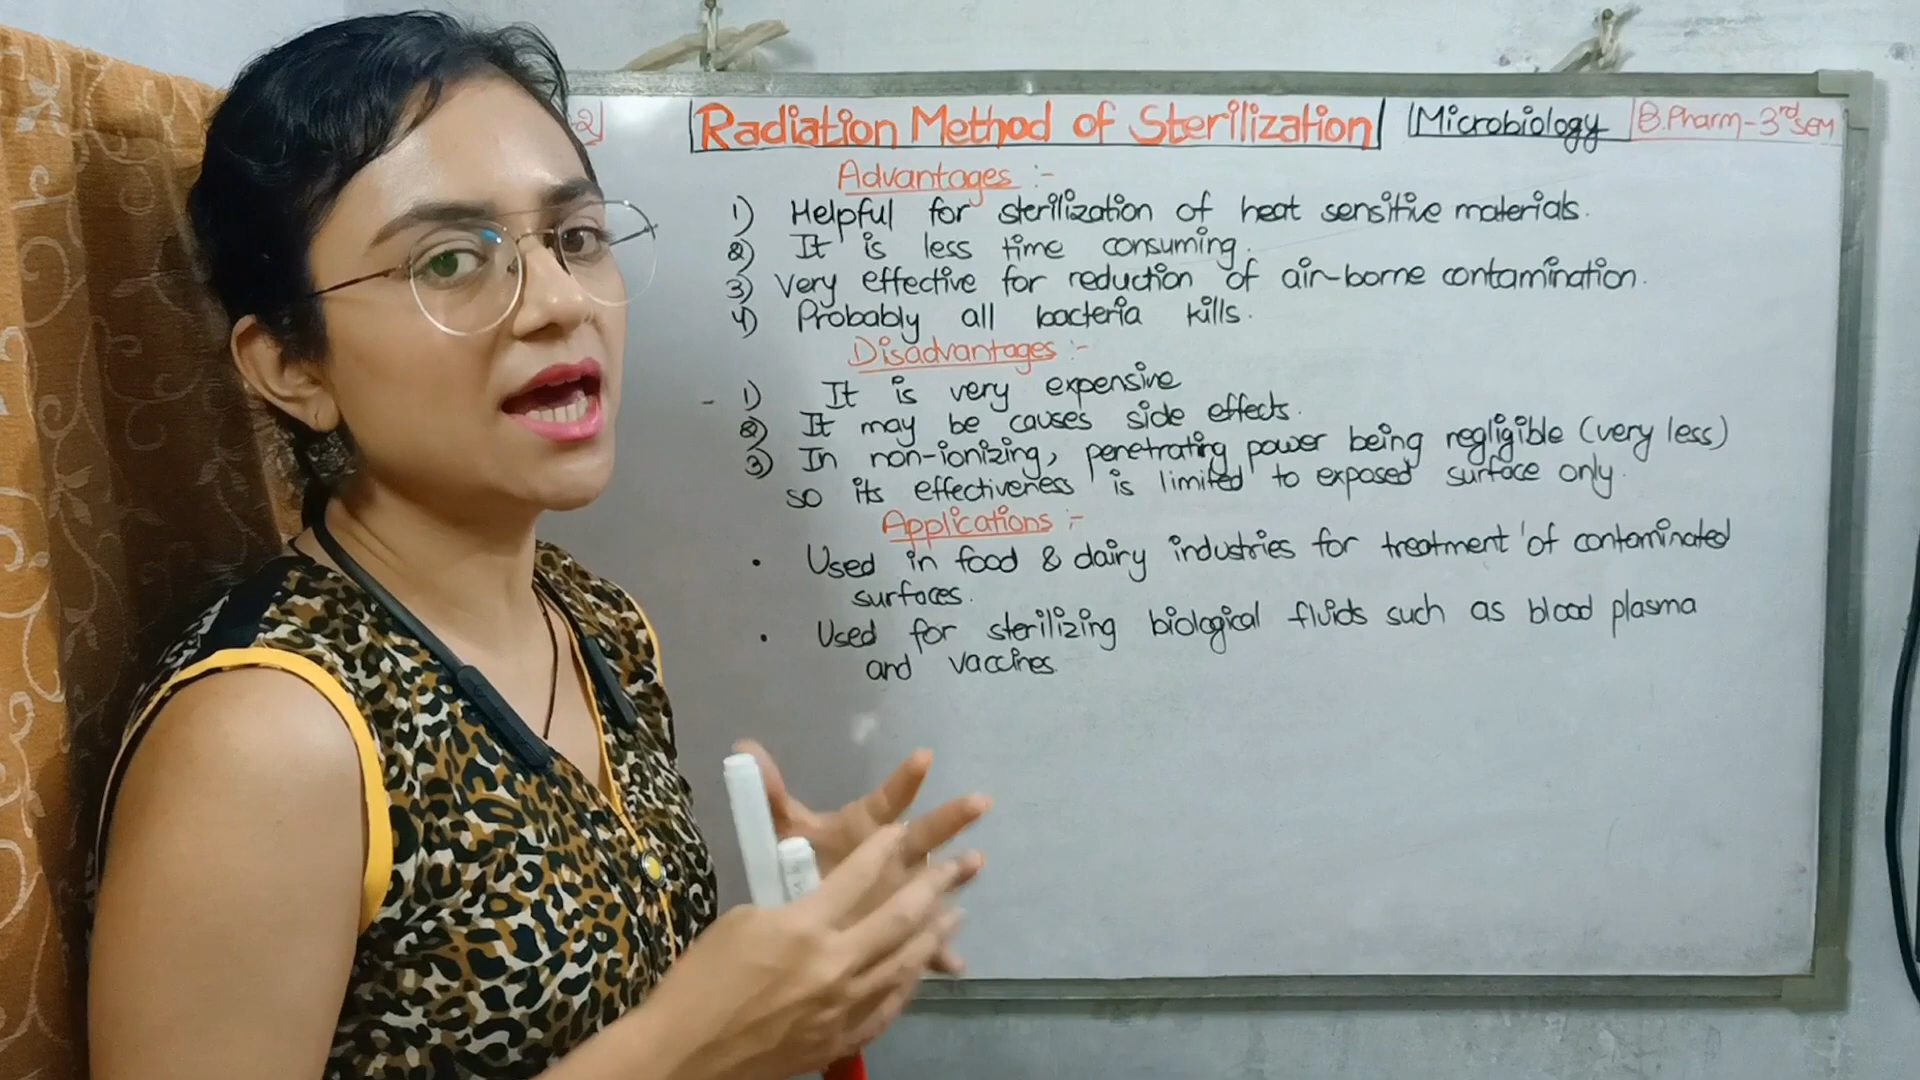 2 Radiation Method of Sterilization Microbiology B.Pharm-3rd sem
Advantages :-
1) Helpful for sterilization of heat sensitive materials.
2) It is less time consuming.
3) Very effective for reduction of air-borne contamination.
4) Probably all bacteria kills.
Disadvantages :-
- 1) It is very expensive
2) It may be causes side effects.
3) In non-ionizing, penetrating power being negligible (very less)
so its effectiveness is limited to exposed surface only.
Applications :-
• Used in food & dairy industries for treatment of contaminated
surfaces.
• Used for sterilizing biological fluids such as blood plasma
and vaccines